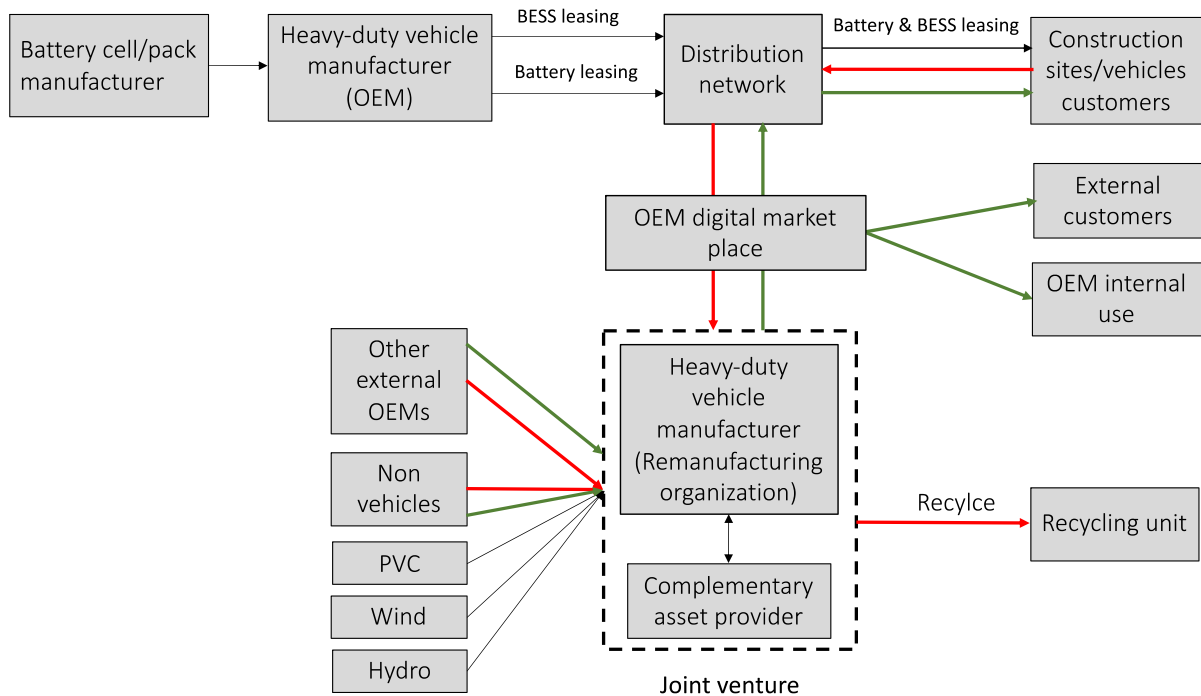 BESS leasing
Battery & BESS leasing
Battery cell/pack
manufacturer
Heavy-duty vehicle
manufacturer
(OEM)
Battery leasing
Distribution
network
Construction
sites/vehicles
customers
External
customers
OEM digital market
place
OEM internal
use
Other
external
OEMs
Heavy-duty
vehicle
manufacturer
(Remanufacturing
organization)
Non
vehicles
Recylce
Recycling unit
PVC
Complementary
asset provider
Wind
Hydro
Joint venture